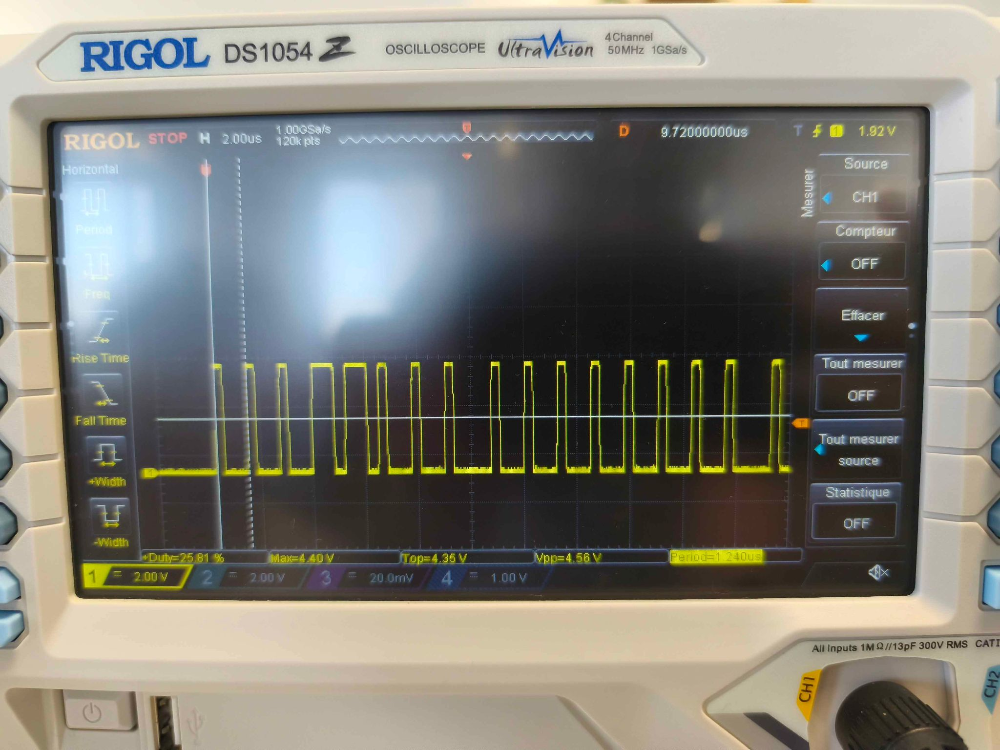 RIGOL DS1054 Z OSCILLOSCOPE UltraVision 4 Channel
50MHz 1GSa/s
RIGOL STOP H 2.00us 1.00GSa/s
120k pts
T
D 9.72000000us T 1 1.92 V
Horizontal
Period
Freq
Rise Time
Fall Time
+Width
-Width
Mesurer
Source
CH1
Compteur
OFF
Effacer
Tout mesurer
OFF
Tout mesurer
source
Statistique
OFF
T
1
+Duty=25.81 % Max=4.40 V Top=4.35 V Vpp=4.56 V Period=1.240us
1 2.00 V 2 2.00 V 3 20.0mV 4 1.00 V
All Inputs 1MΩ//13pF 300V RMS CATI
CH1
CH2